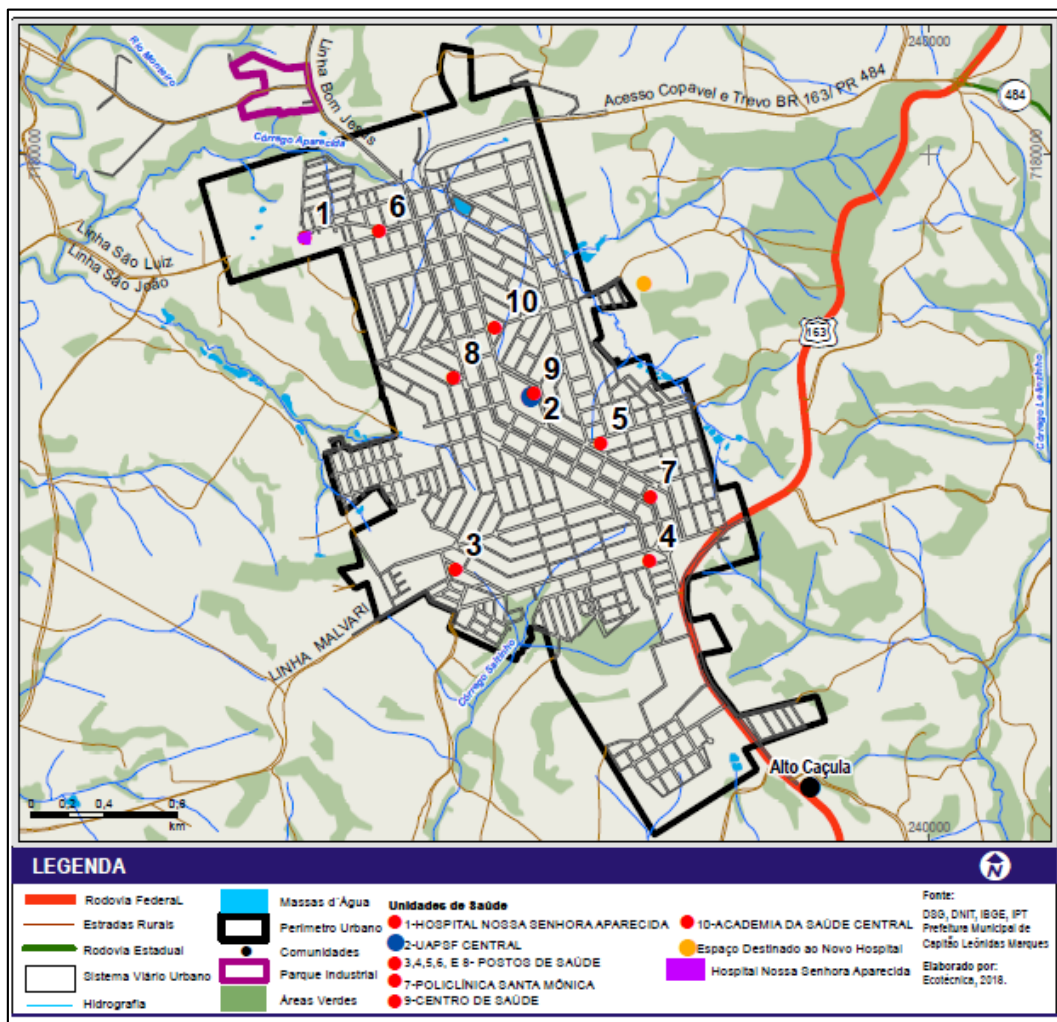 248000
Rio Monteiro
Linha Bom Jesus
Acesso Copavel e Trevo BR 163/ PR 484
484
7180000
7180000
Córrego Aparecida
1
6
Linha São Luiz
Linha São João
10
163
8
9
2
5
Córrego Leãozinho
7
4
3
LINHA MALVARI
Córrego Saltinho
Alto Caçula
0 0,2 0,4 0,8
km
240000
LEGENDA
N
Rodovia FederaL
Estradas Rurais
Rodovia Estadual
Sistema Viário Urbano
Hidrografia
Massas d´Água
Perímetro Urbano
Comunidades
Parque Industrial
Áreas Verdes
Unidades de Saúde
1-HOSPITAL NOSSA SENHORA APARECIDA
2-UAPSF CENTRAL
3,4,5,6, E 8- POSTOS DE SAÚDE
7-POLICLÍNICA SANTA MÔNICA
9-CENTRO DE SAÚDE
10-ACADEMIA DA SAÚDE CENTRAL
Espaço Destinado ao Novo Hospital
Hospital Nossa Senhora Aparecida
Fonte:
DSG, DNIT, IBGE, IPT
Prefeitura Municipal de
Capitão Leônidas Marques
Elaborado por:
Ecotécnica, 2018.